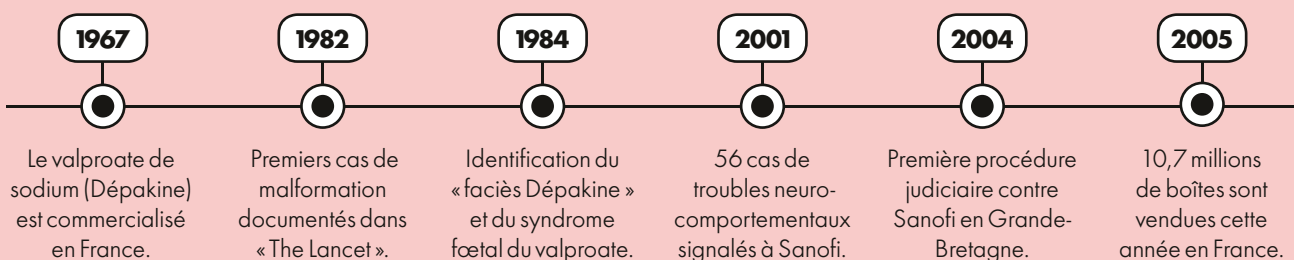 1967
Le valproate de
sodium (Dépakine)
est commercialisé
en France.
1982
Premiers cas de
malformation
documentés dans
« The Lancet ».
1984
Identification du
« faciès Dépakine »
et du syndrome
fœtal du valproate.
2001
56 cas de
troubles neuro-
comportementaux
signalés à Sanofi.
2004
Première procédure
judiciaire contre
Sanofi en Grande-
Bretagne.
2005
10,7 millions
de boîtes sont
vendues cette
année en France.